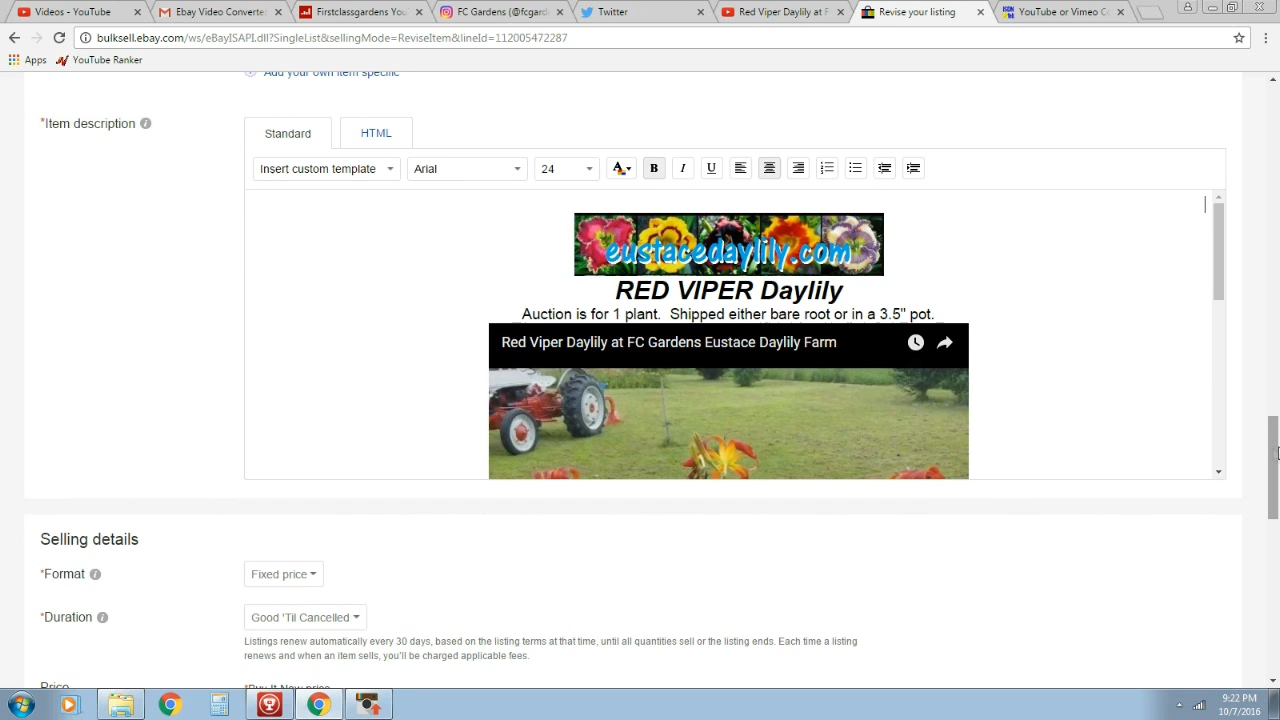 Videos - YouTube
Ebay Video Converte
Firstclassgardens You
FC Gardens (@fcgard
Twitter
Red Viper Daylily at F
Revise your listing
YouTube or Vimeo C
bulksell.ebay.com/ws/eBayISAPI.dll?SingleList&sellingMode=ReviseItem&lineId=112005472287
Apps
YouTube Ranker
Add your own item specific
*Item description
Standard
HTML
Insert custom template
Arial
24
A
B
I
U
eustacedaylily.com
RED VIPER Daylily
Auction is for 1 plant. Shipped either bare root or in a 3.5" pot.
Red Viper Daylily at FC Gardens Eustace Daylily Farm
Selling details
*Format
Fixed price
*Duration
Good 'Til Cancelled
Listings renew automatically every 30 days, based on the listing terms at that time, until all quantities sell or the listing ends. Each time a listing
renews and when an item sells, you'll be charged applicable fees.
Price
*Buy It Now price
9:22 PM
10/7/2016